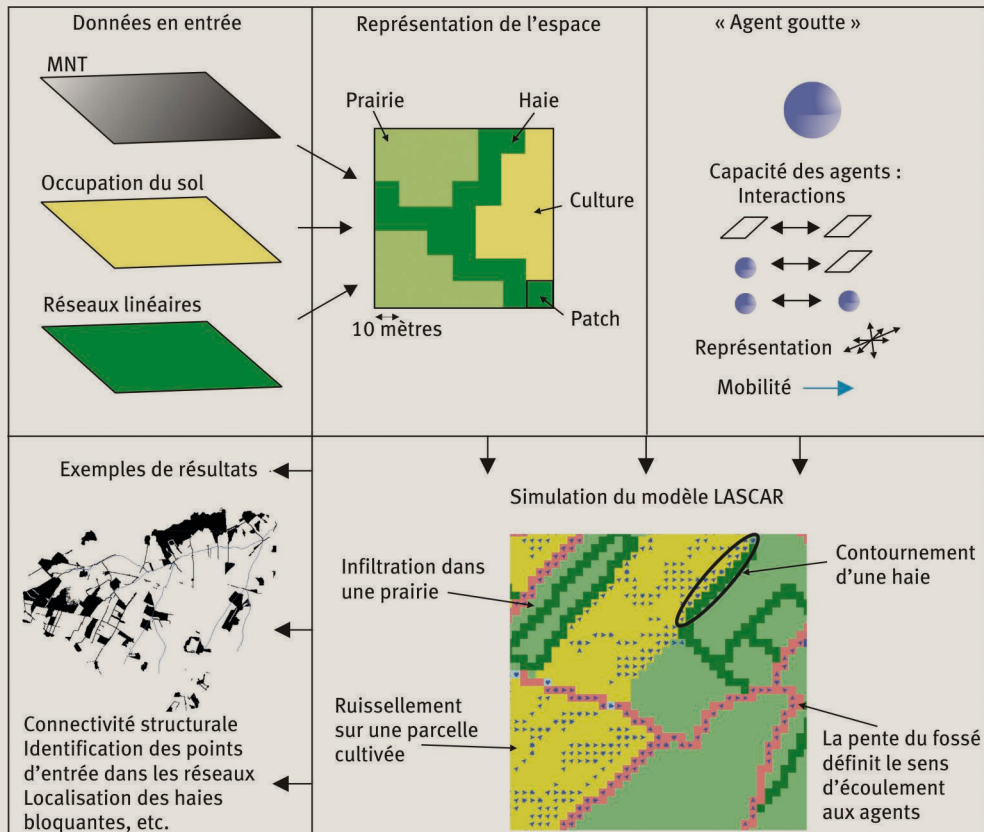 Données en entrée
MNT
Occupation du sol
Réseaux linéaires
Représentation de l’espace
Prairie
Haie
Culture
Patch
10 mètres
« Agent goutte »
Capacité des agents :
Interactions
Représentation
Mobilité
Exemples de résultats
Connectivité structurale
Identification des points
d’entrée dans les réseaux
Localisation des haies
bloquantes, etc.
Simulation du modèle LASCAR
Infiltration dans
une prairie
Ruissellement
sur une parcelle
cultivée
Contournement
d’une haie
La pente du fossé
définit le sens
d’écoulement
aux agents